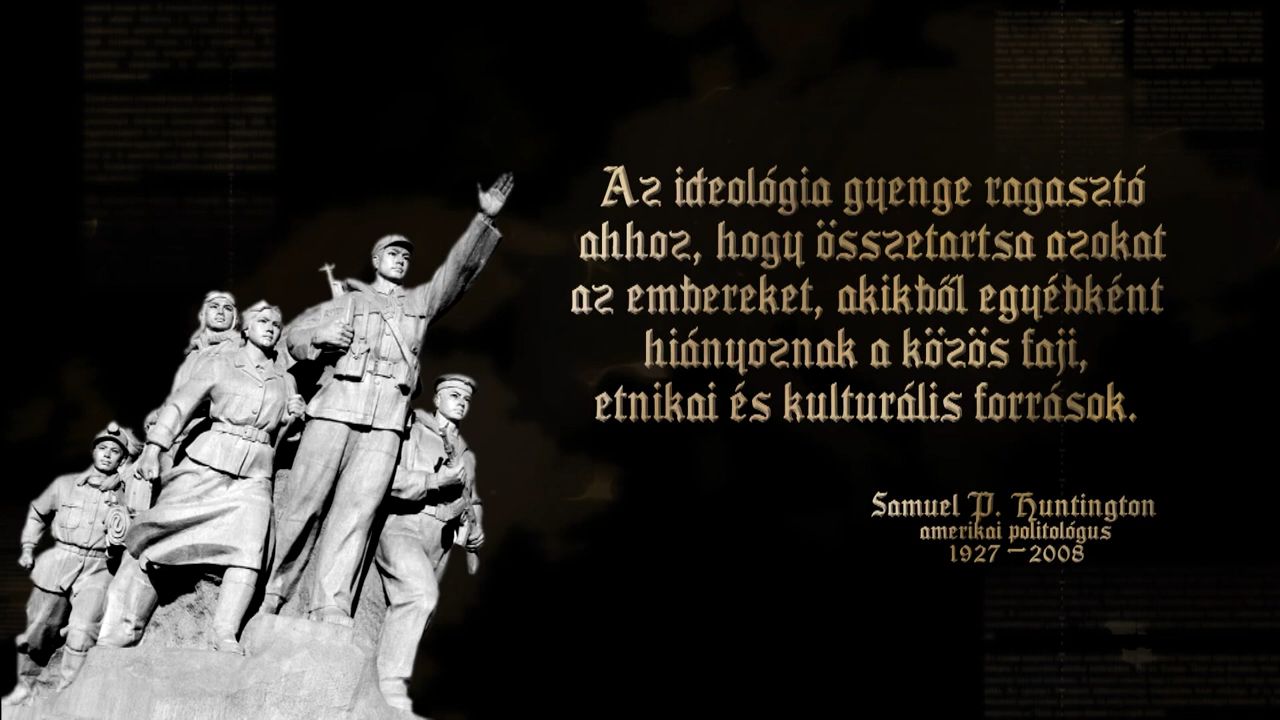 Az ideológia gyenge ragasztó
ahhoz, hogy összetartsa azokat
az embereket, akikből egyébként
hiányoznak a közös faji,
etnikai és kulturális források.
Samuel P. Huntington
amerikai politológus
1927 – 2008